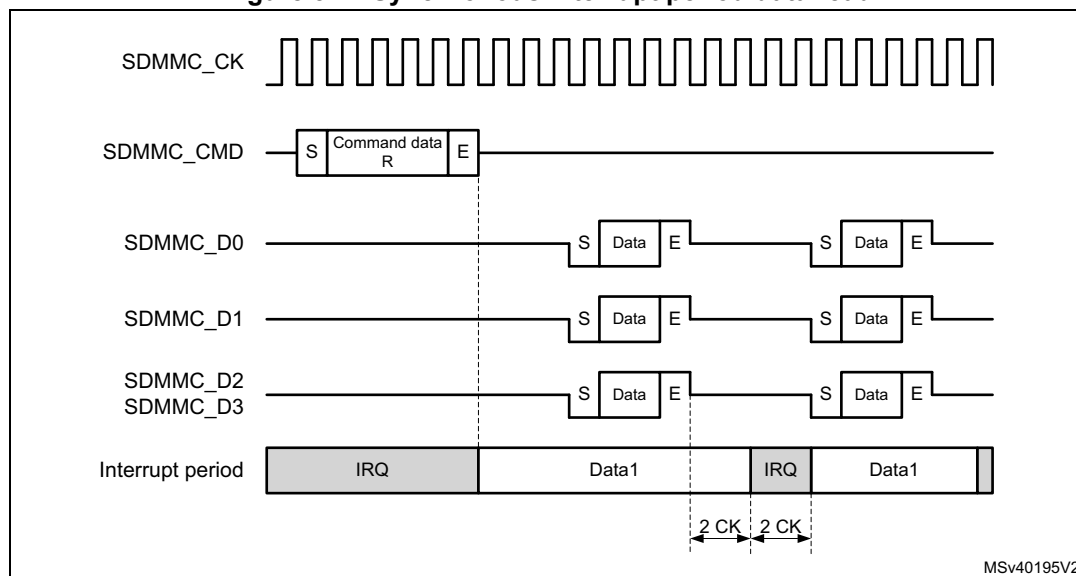 SDMMC_CK
SDMMC_CMD
S
Command data
R
E
SDMMC_D0
S
Data
E
S
Data
E
SDMMC_D1
S
Data
E
S
Data
E
SDMMC_D2
SDMMC_D3
S
Data
E
S
Data
E
Interrupt period
IRQ
Data1
IRQ
Data1
2 CK
2 CK
MSv40195V2